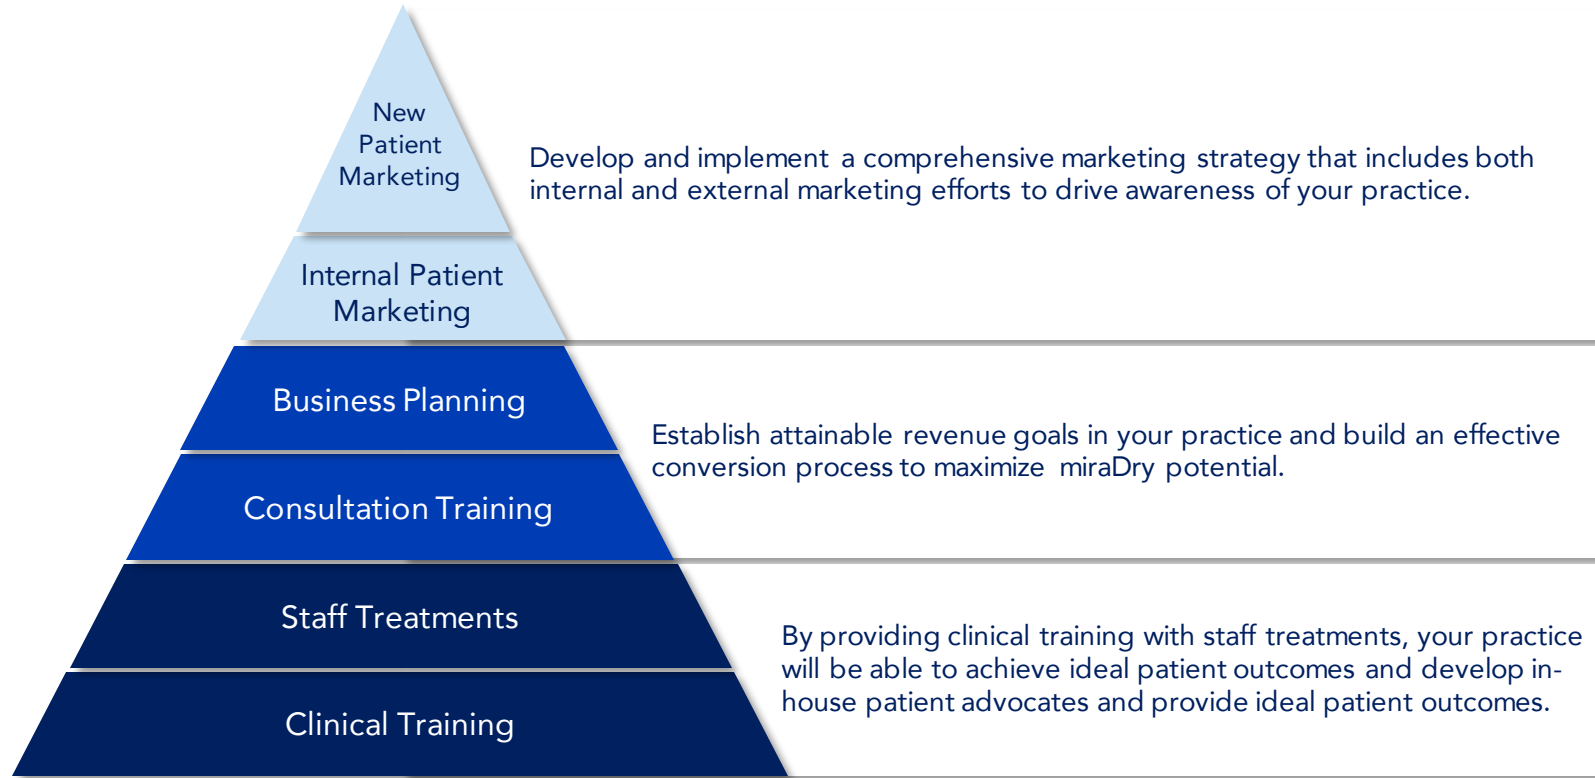 New
Patient
Marketing
Develop and implement a comprehensive marketing strategy that includes both
internal and external marketing efforts to drive awareness of your practice.
Internal Patient
Marketing
Business Planning
Establish attainable revenue goals in your practice and build an effective
conversion process to maximize miraDry potential.
Consultation Training
Staff Treatments
By providing clinical training with staff treatments, your practice
will be able to achieve ideal patient outcomes and develop in-
house patient advocates and provide ideal patient outcomes.
Clinical Training